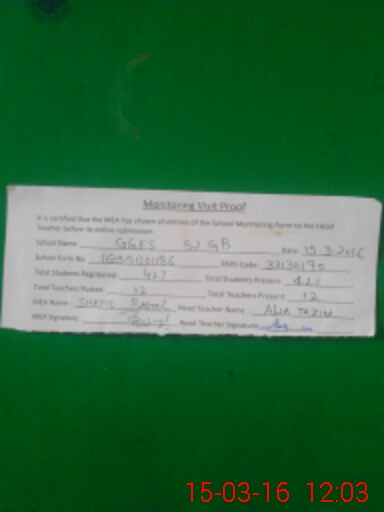 Monitoring Visit Proof
It is certified that the MEA has shown all entries of the School Monitoring Form to the Head
Teacher before its online submission.
School Name GGES 52 GB Date 15.3.2016
School Form No. EMIS Code 33130190
Total Students Registered: 427 Total Students Present: 421
Total Teachers Posted: 12 Total Teachers Present: 12
MEA Name SHAHID RASOOL Head Teacher Name ALIA
MEA Signature Head Teacher Signature
15-03-16 12:03